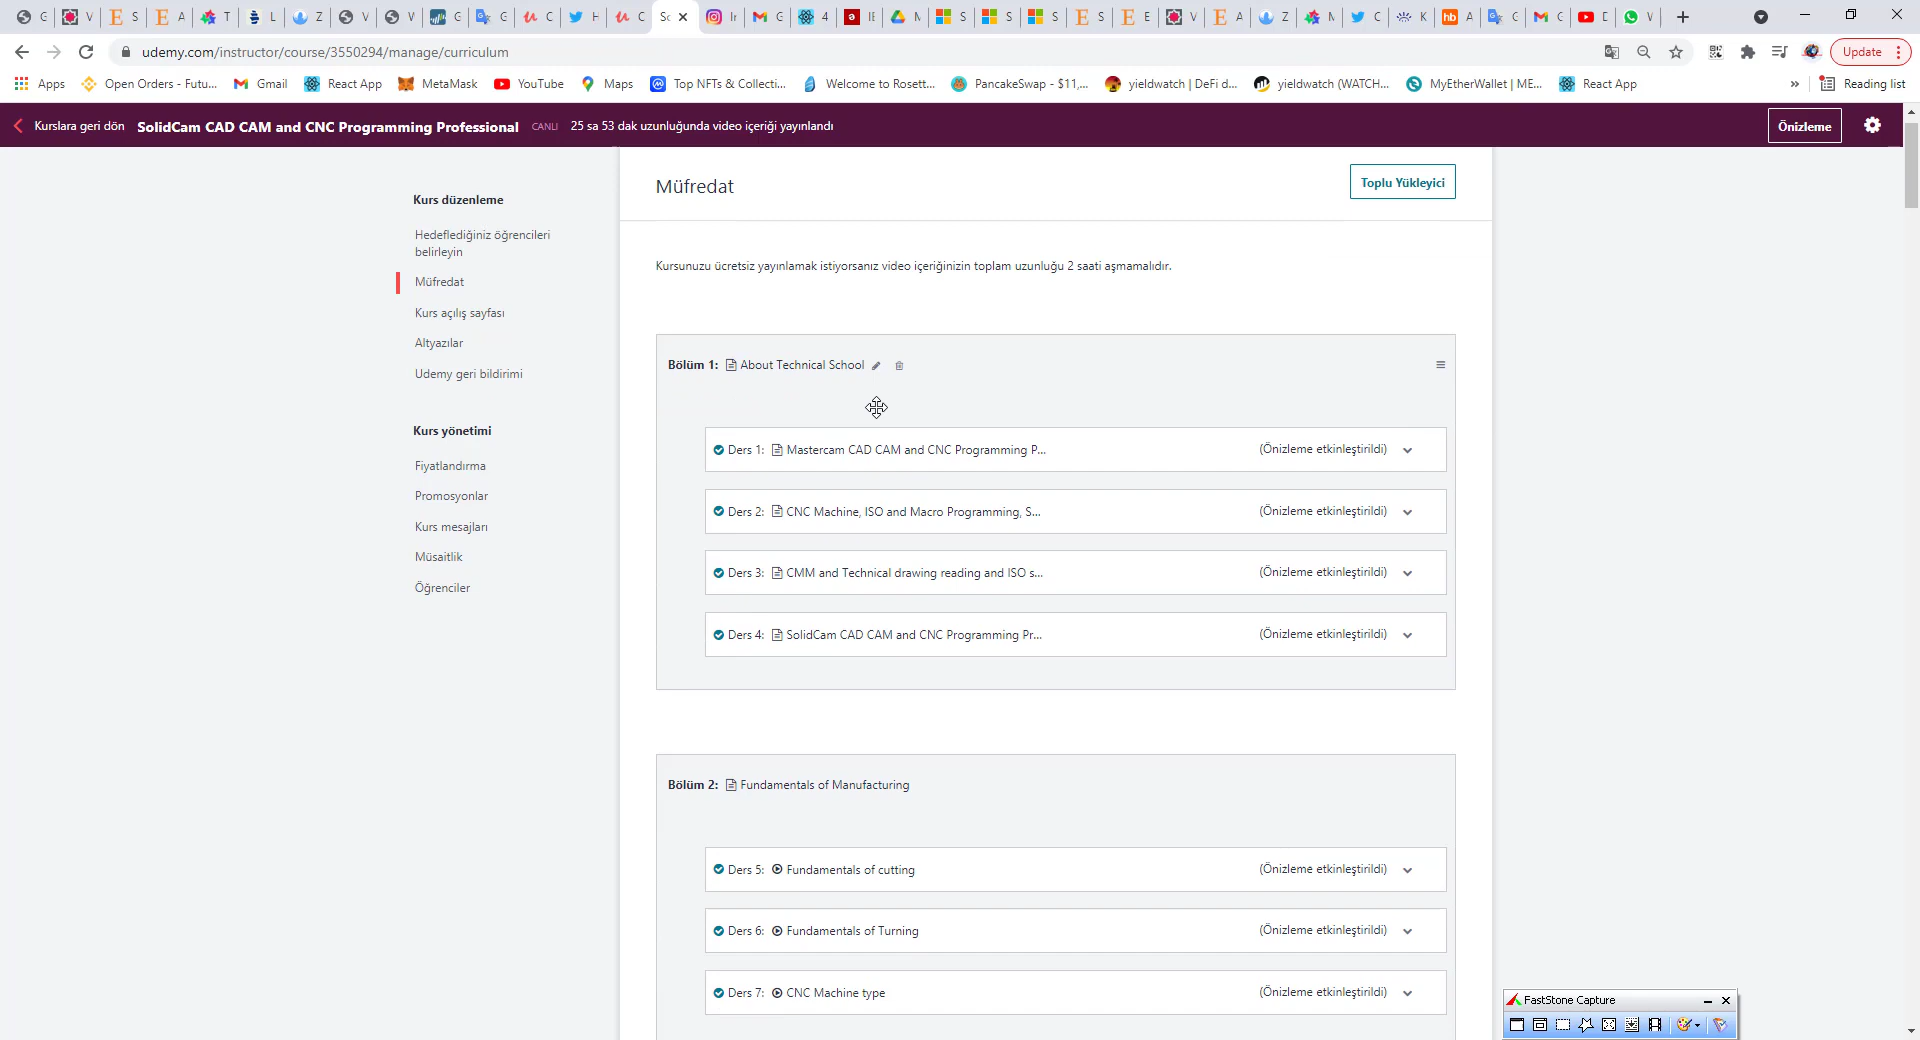 S
V
S
A
T
L
Z
V
V
G
G
C
H
C
Sc
Ir
G
4
IE
M
S
S
S
S
E
V
A
Z
M
C
K
A
G
G
D
V
udemy.com/instructor/course/3550294/manage/curriculum
Update
Apps
Open Orders - Futu...
Gmail
React App
MetaMask
YouTube
Maps
Top NFTs & Collecti...
Welcome to Rosett...
PancakeSwap - $11,...
yieldwatch | DeFi d...
yieldwatch (WATCH...
MyEtherWallet | ME...
React App
»
Reading list
Kurslara geri dön
SolidCam CAD CAM and CNC Programming Professional
CANLI
25 sa 53 dak uzunluğunda video içeriği yayınlandı
Önizleme
Kurs düzenleme
Hedeflediğiniz öğrencileri
belirleyin
Müfredat
Kurs açılış sayfası
Altyazılar
Udemy geri bildirimi
Kurs yönetimi
Fiyatlandırma
Promosyonlar
Kurs mesajları
Müsaitlik
Öğrenciler
Müfredat
Toplu Yükleyici
Kursunuzu ücretsiz yayınlamak istiyorsanız video içeriğinizin toplam uzunluğu 2 saati aşmamalıdır.
Bölüm 1: About Technical School
Ders 1: Mastercam CAD CAM and CNC Programming P... (Önizleme etkinleştirildi)
Ders 2: CNC Machine, ISO and Macro Programming, S... (Önizleme etkinleştirildi)
Ders 3: CMM and Technical drawing reading and ISO s... (Önizleme etkinleştirildi)
Ders 4: SolidCam CAD CAM and CNC Programming Pr... (Önizleme etkinleştirildi)
Bölüm 2: Fundamentals of Manufacturing
Ders 5: Fundamentals of cutting (Önizleme etkinleştirildi)
Ders 6: Fundamentals of Turning (Önizleme etkinleştirildi)
Ders 7: CNC Machine type (Önizleme etkinleştirildi)
FastStone Capture